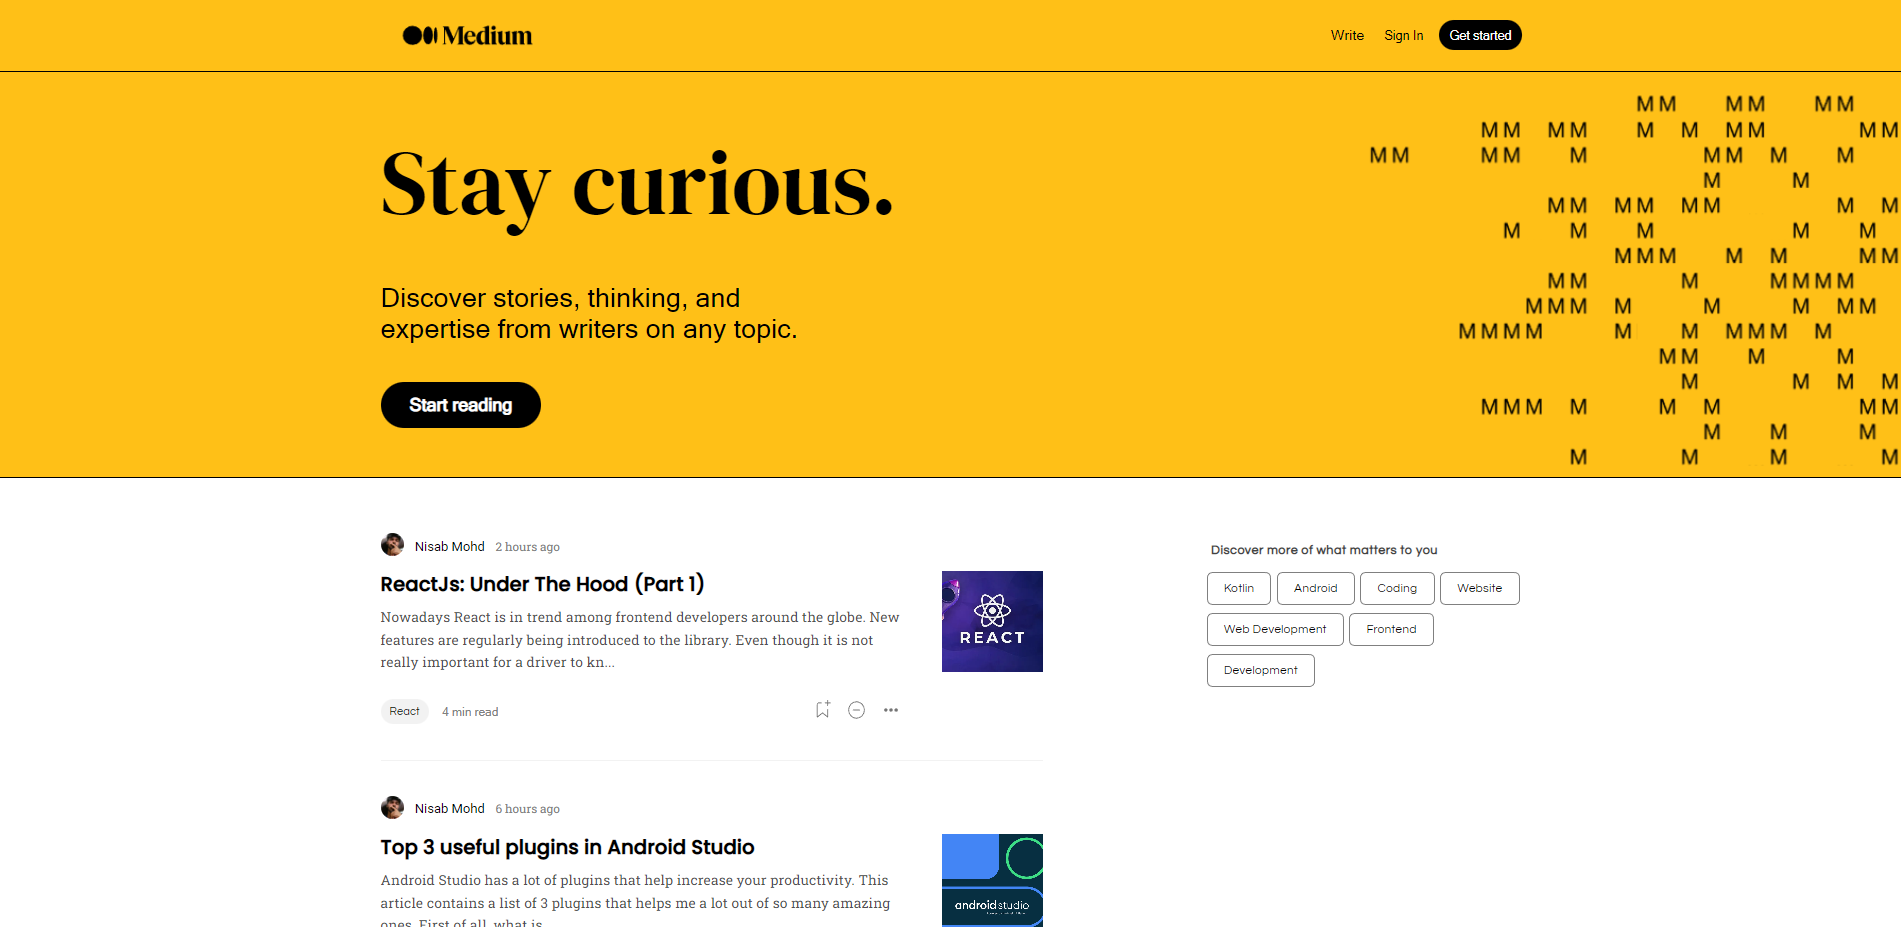 Medium
Write Sign In Get started
M M M M M M
M M M M M M M M M M M
M M M M M M M M M
M M
M M M M M M M M
M M M M M
M M M M M M M
M M M M M M M
M M M M M M M M
M M M M M M M M M M
M M M M
M M M M
M M M M M M M M
M M M
M M M M
Stay curious.
Discover stories, thinking, and
expertise from writers on any topic.
Start reading
Nisab Mohd 2 hours ago
ReactJs: Under The Hood (Part 1)
Nowadays React is in trend among frontend developers around the globe. New
features are regularly being introduced to the library. Even though it is not
really important for a driver to kn...
REACT
React 4 min read
Nisab Mohd 6 hours ago
Top 3 useful plugins in Android Studio
Android Studio has a lot of plugins that help increase your productivity. This
article contains a list of 3 plugins that helps me a lot out of so many amazing
ones. First of all, what is
androidstudio
Discover more of what matters to you
Kotlin Android Coding Website
Web Development Frontend
Development